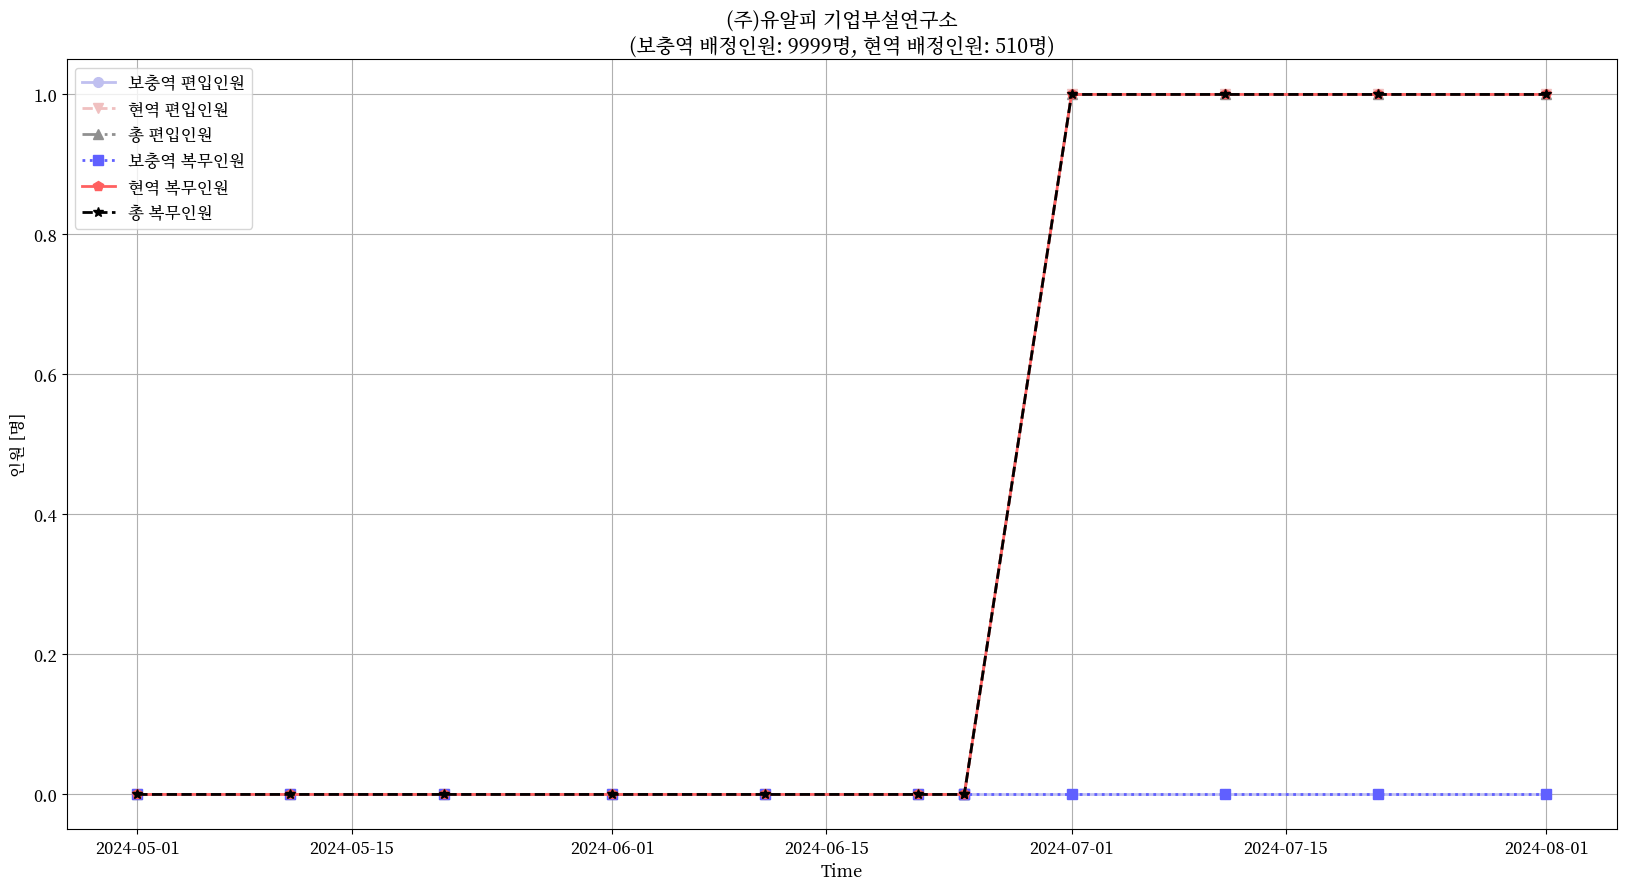 (주)유알피 기업부설연구소
(보충역 배정인원: 9999명, 현역 배정인원: 510명)
보충역 편입인원
현역 편입인원
총 편입인원
보충역 복무인원
현역 복무인원
총 복무인원
1.0
0.8
0.6
0.4
0.2
0.0
인원 [명]
2024-05-01
2024-05-15
2024-06-01
2024-06-15
2024-07-01
2024-07-15
2024-08-01
Time